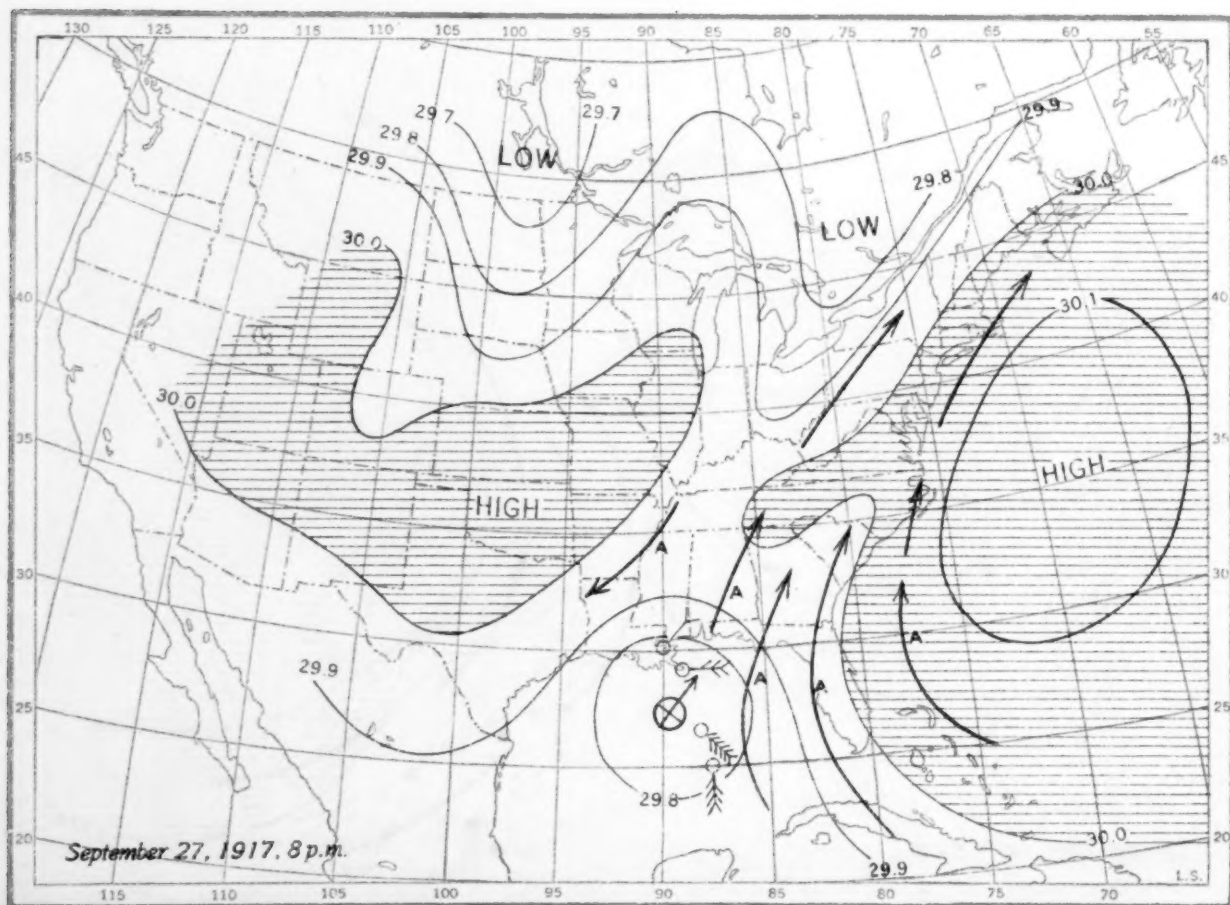 130 125 120 115 110 105 100 95 90 85 80 75 70 65 60 55
29.7 29.7 29.9
29.8
45 LOW 45
29.9 29.8
30.0
30.0 LOW
40 30.1 40
30.0
35 35
HIGH
HIGH
A
30 30
A
A
29.9 A A
25 25
29.8
20 September 27, 1917, 8 p.m. 30.0 20
29.9
L.S.
115 110 105 100 95 90 85 80 75 70